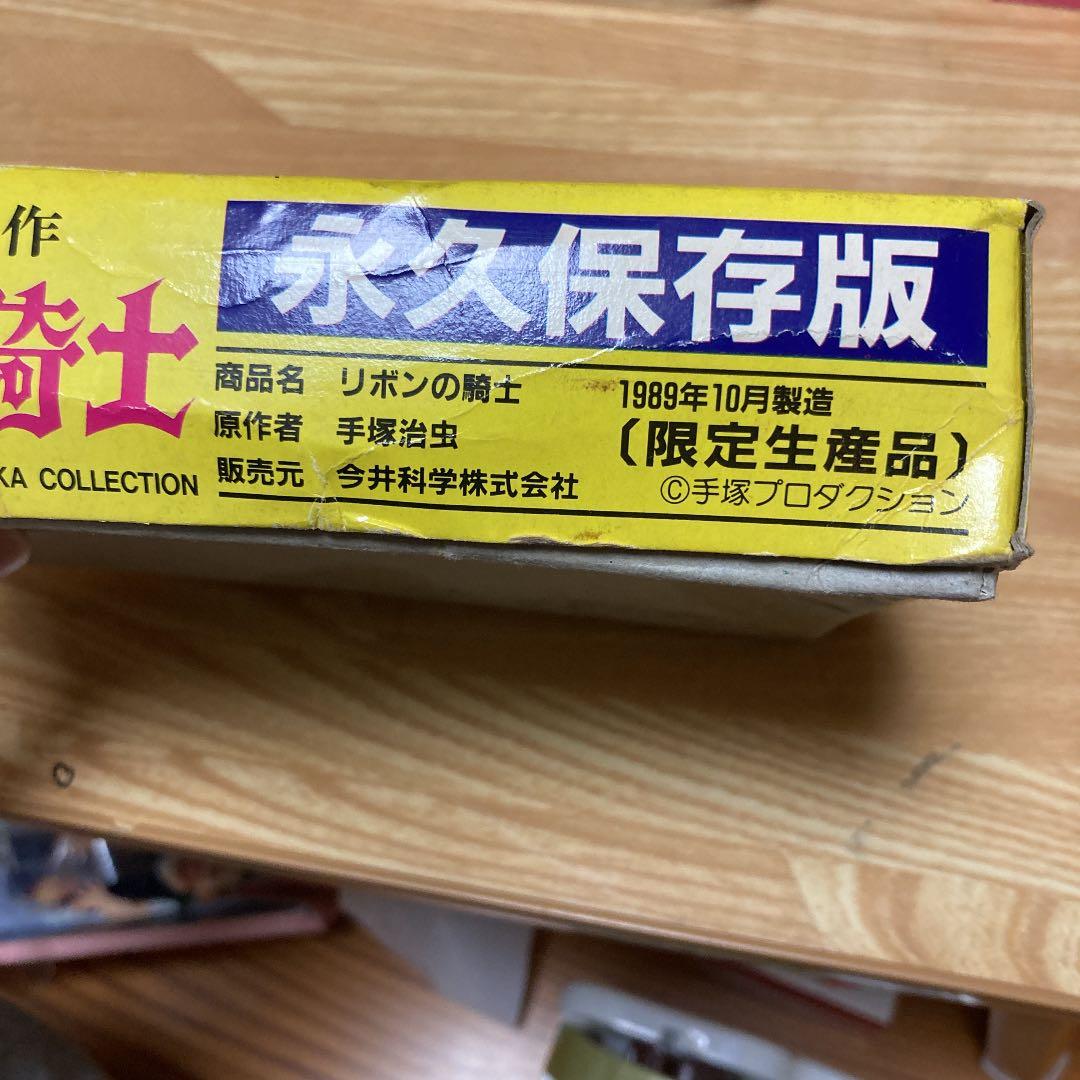 作
永久保存版
騎士
商品名 リボンの騎士
原作者 手塚治虫
販売元 今井科学株式会社
1989年10月製造
〔限定生産品〕
©手塚プロダクション
KA COLLECTION